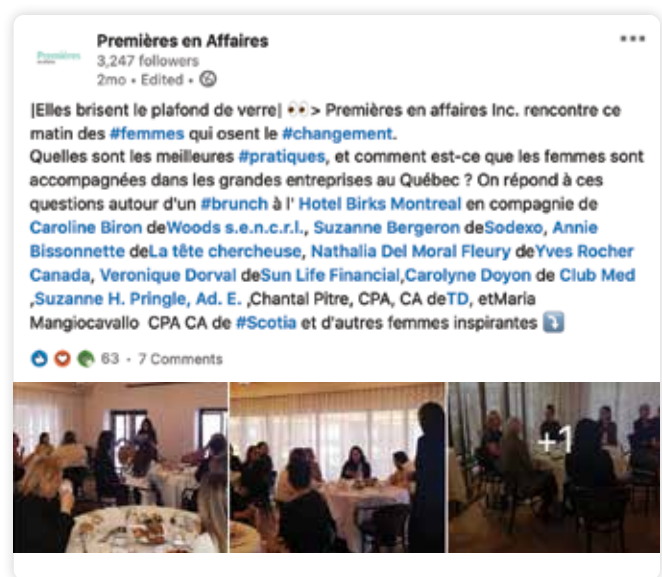 Premières
Premières en Affaires
3,247 followers
2mo • Edited •
|Elles brisent le plafond de verre| 👀> Premières en affaires Inc. rencontre ce
matin des #femmes qui osent le #changement.
Quelles sont les meilleures #pratiques, et comment est-ce que les femmes sont
accompagnées dans les grandes entreprises au Québec ? On répond à ces
questions autour d'un #brunch à l' Hotel Birks Montreal en compagnie de
Caroline Biron deWoods s.e.n.c.r.l., Suzanne Bergeron deSodexo, Annie
Bissonnette deLa tête chercheuse, Nathalia Del Moral Fleury deYves Rocher
Canada, Veronique Dorval deSun Life Financial,Carolyne Doyon de Club Med
,Suzanne H. Pringle, Ad. E. ,Chantal Pitre, CPA, CA deTD, etMaria
Mangiocavallo CPA CA de #Scotia et d'autres femmes inspirantes ⤵️
63 • 7 Comments
+1